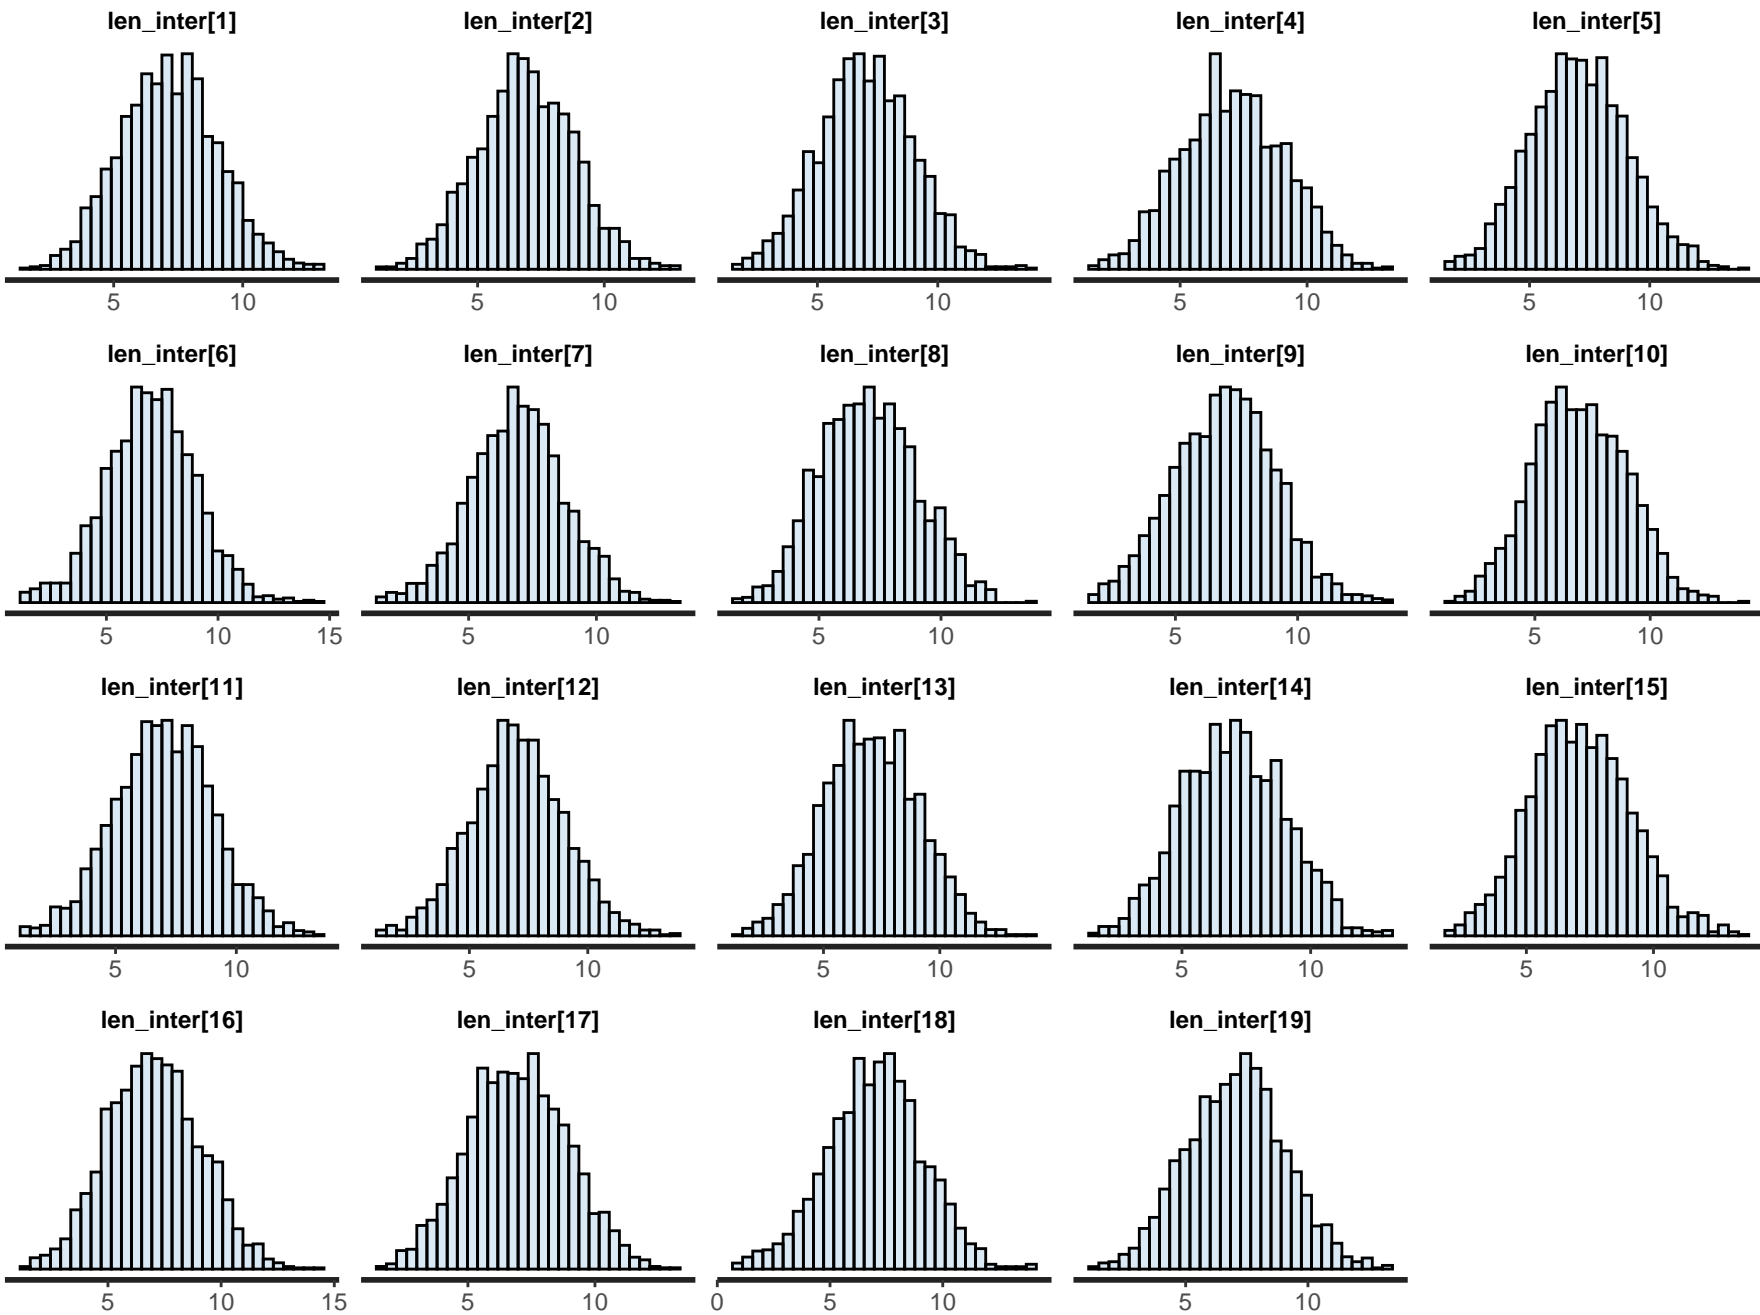 len_inter[1] len_inter[2] len_inter[3] len_inter[4] len_inter[5]
5 10 5 10 5 10 5 10 5 10
len_inter[6] len_inter[7] len_inter[8] len_inter[9] len_inter[10]
5 10 15 5 10 5 10 5 10 5 10
len_inter[11] len_inter[12] len_inter[13] len_inter[14] len_inter[15]
5 10 5 10 5 10 5 10 5 10
len_inter[16] len_inter[17] len_inter[18] len_inter[19]
5 10 15 5 10 0 5 10 5 10